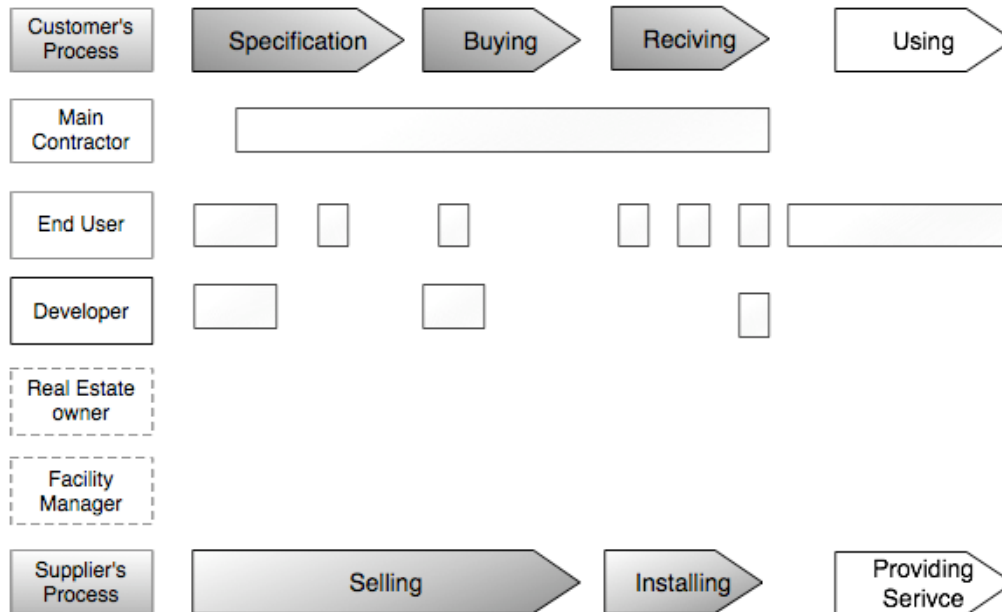 Customer's
Process
Specification
Buying
Reciving
Using
Main
Contractor
End User
Developer
Real Estate
owner
Facility
Manager
Supplier's
Process
Selling
Installing
Providing
Serivce